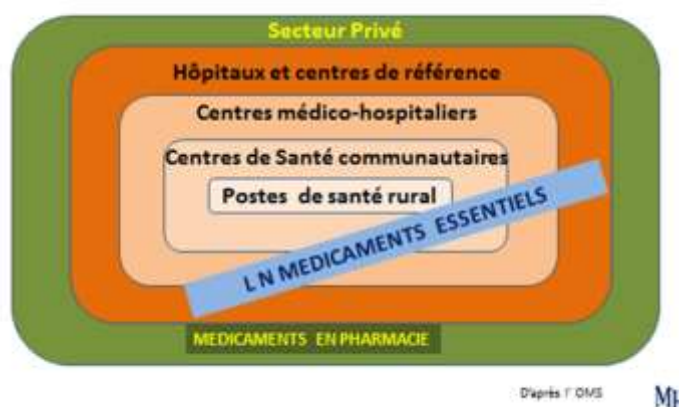 Secteur Privé
Hôpitaux et centres de référence
Centres médico-hospitaliers
Centres de Santé communautaires
Postes de santé rural
L N MEDICAMENTS ESSENTIELS
MEDICAMENTS EN PHARMACIE
D'après l' OMS